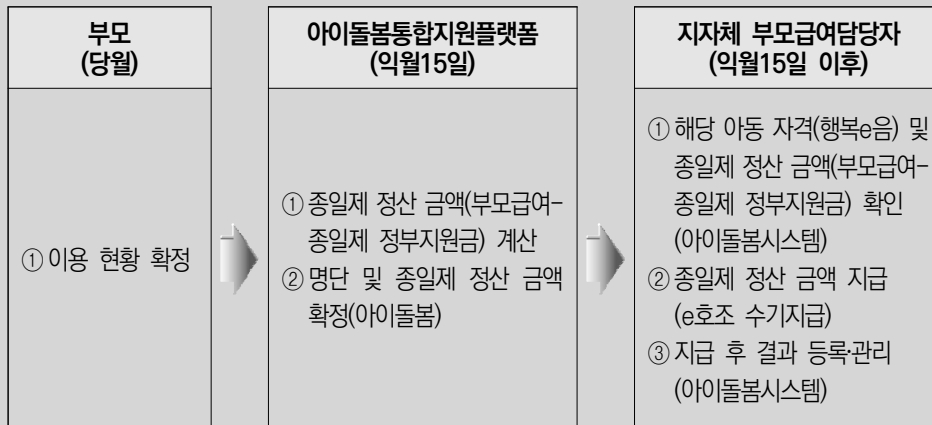 부모
(당월)
① 이용 현황 확정
아이돌봄통합지원플랫폼
(익월15일)
① 종일제 정산 금액(부모급여-
종일제 정부지원금) 계산
② 명단 및 종일제 정산 금액
확정(아이돌봄)
지자체 부모급여담당자
(익월15일 이후)
① 해당 아동 자격(행복e음) 및
종일제 정산 금액(부모급여-
종일제 정부지원금) 확인
(아이돌봄시스템)
② 종일제 정산 금액 지급
(e호조 수기지급)
③ 지급 후 결과 등록·관리
(아이돌봄시스템)